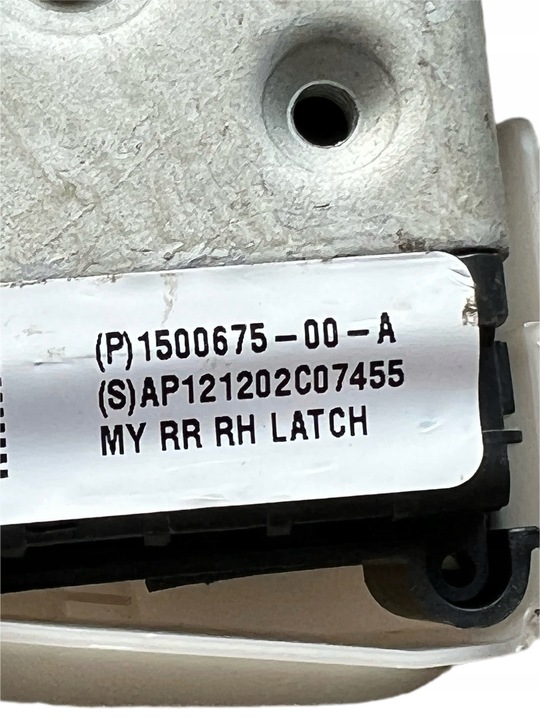 (P)1500675-00-A
(S)AP121202C07455
MY RR RH LATCH